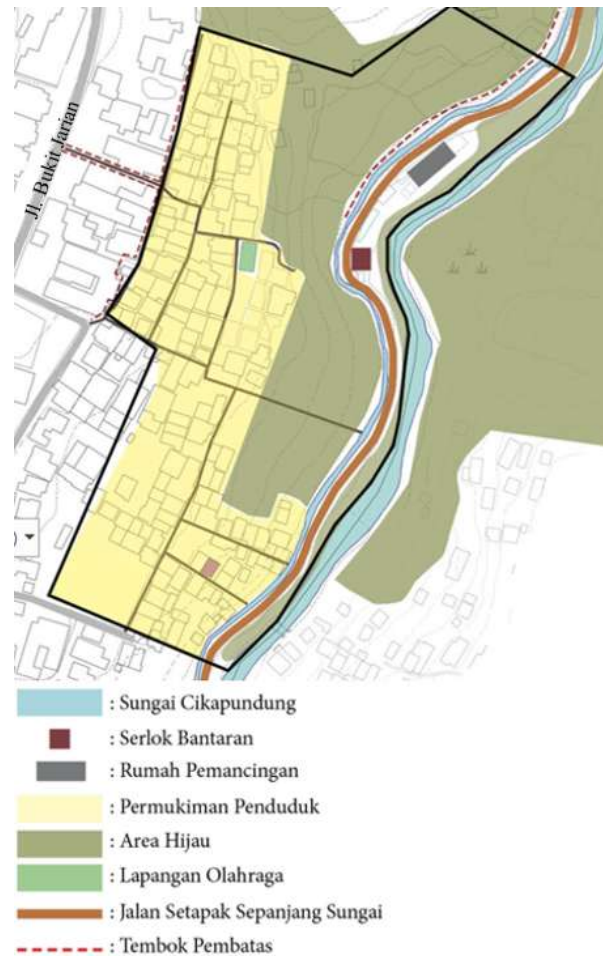 Jl. Bukit Jarian
: Sungai Cikapundung
: Serlok Bantaran
: Rumah Pemancingan
: Permukiman Penduduk
: Area Hijau
: Lapangan Olahraga
: Jalan Setapak Sepanjang Sungai
: Tembok Pembatas